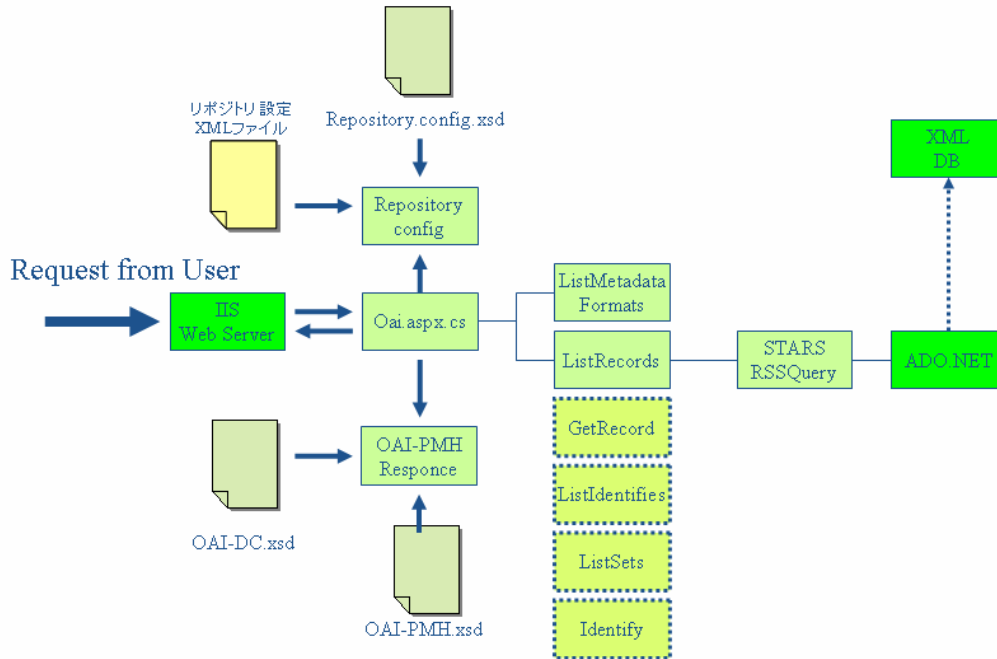 リポジトリ設定
XMLファイル
Repository.config.xsd
XML
DB
Repository
config
Request from User
IIS
Web Server
Oai.aspx.cs
ListMetadata
Formats
ListRecords
STARS
RSSQuery
ADO.NET
GetRecord
OAI-PMH
Responce
ListIdentifies
OAI-DC.xsd
ListSets
OAI-PMH.xsd
Identify